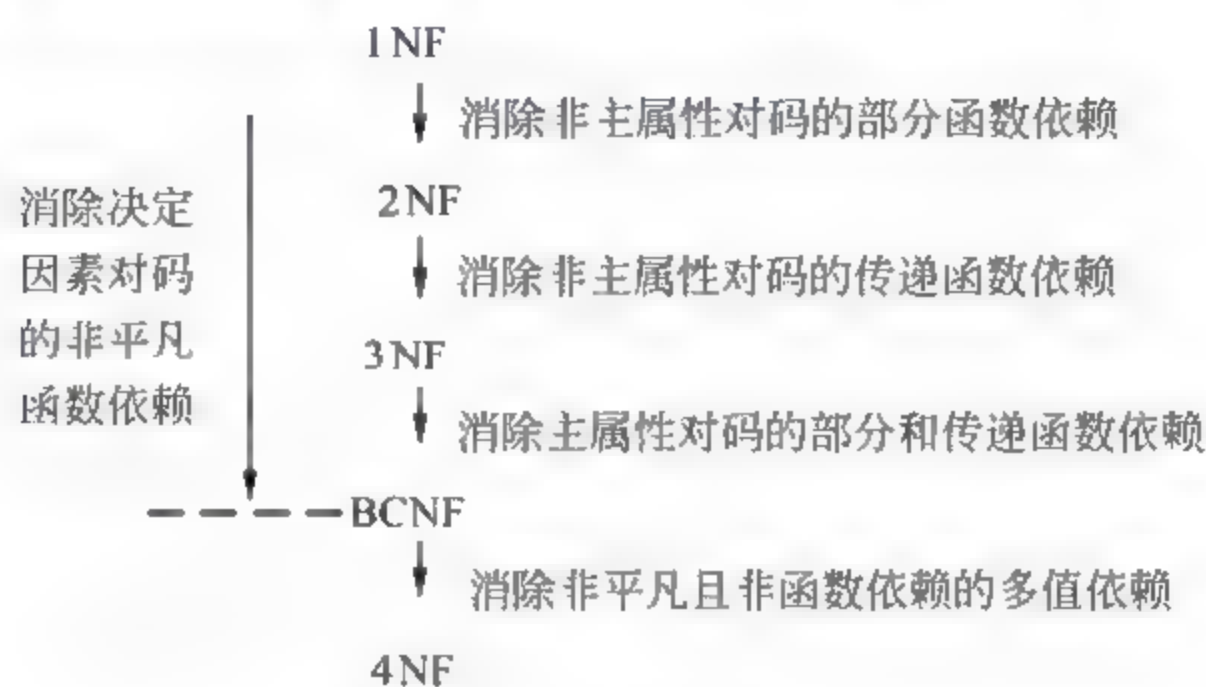 1NF
消除非主属性对码的部分函数依赖
消除决定
因素对码
的非平凡
函数依赖
2NF
消除非主属性对码的传递函数依赖
3NF
消除主属性对码的部分和传递函数依赖
BCNF
消除非平凡且非函数依赖的多值依赖
4NF